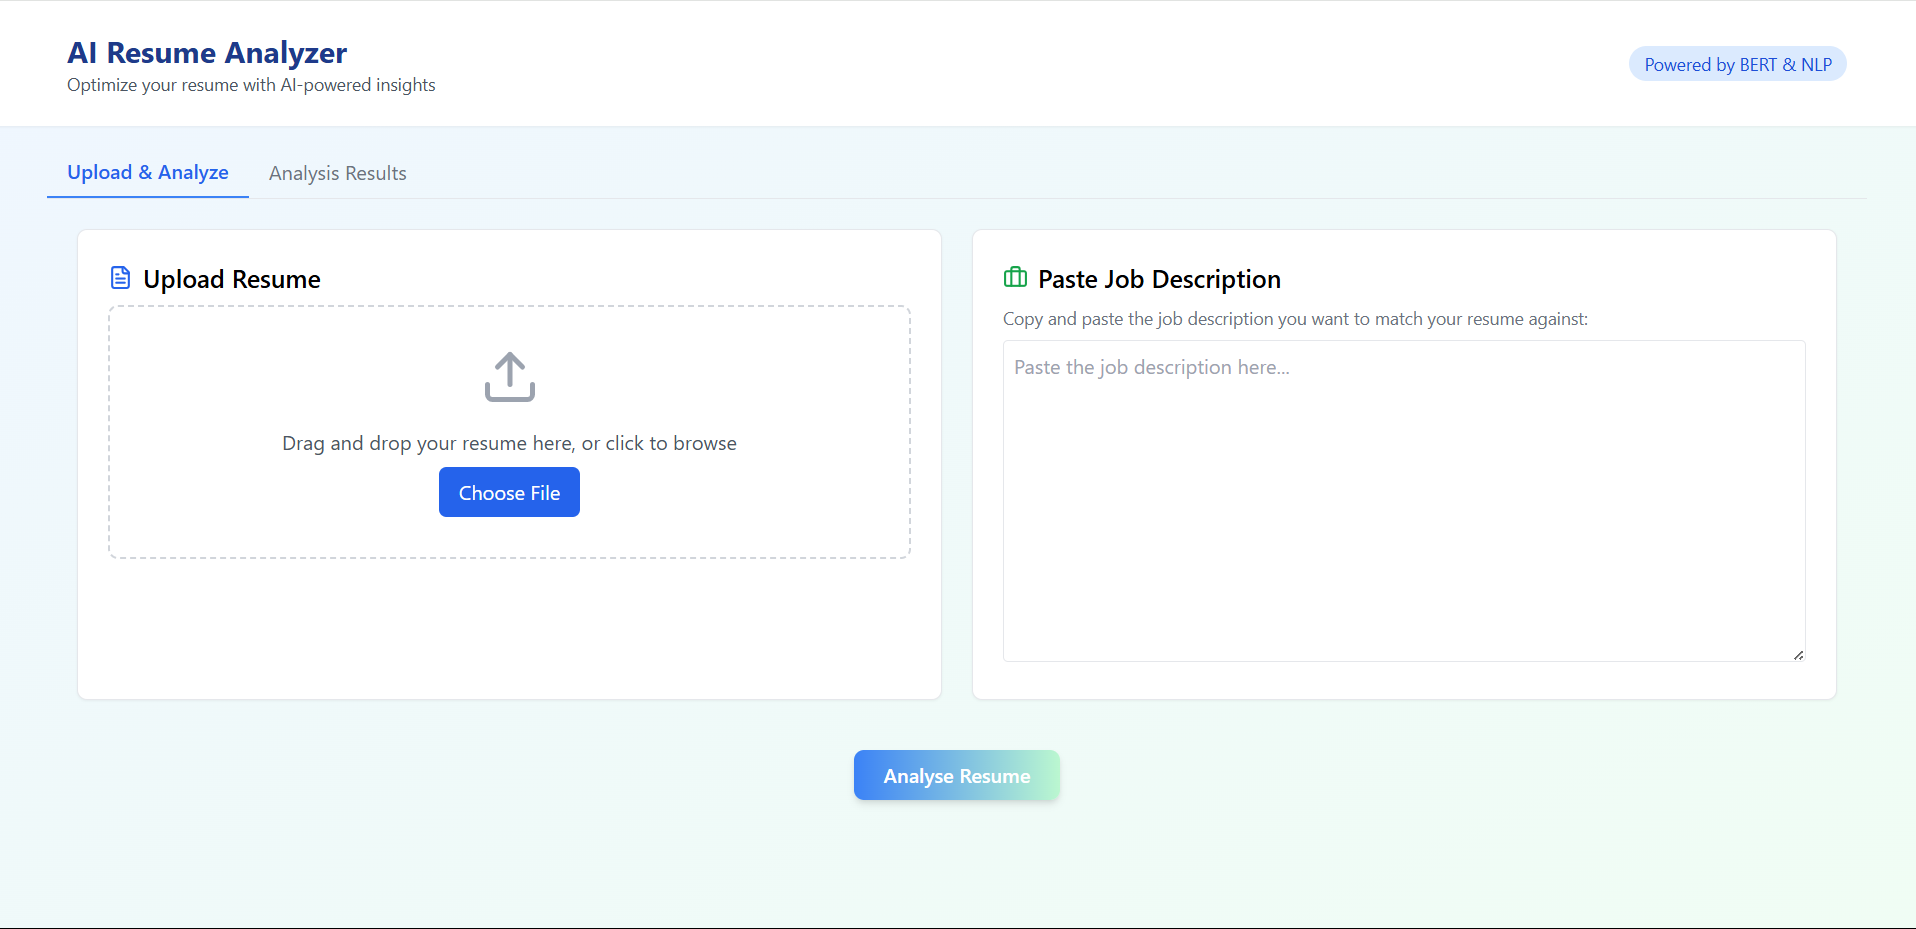 AI Resume Analyzer
Optimize your resume with AI-powered insights
Powered by BERT & NLP
Upload & Analyze
Analysis Results
Upload Resume
Drag and drop your resume here, or click to browse
Choose File
Paste Job Description
Copy and paste the job description you want to match your resume against:
Paste the job description here...
Analyse Resume